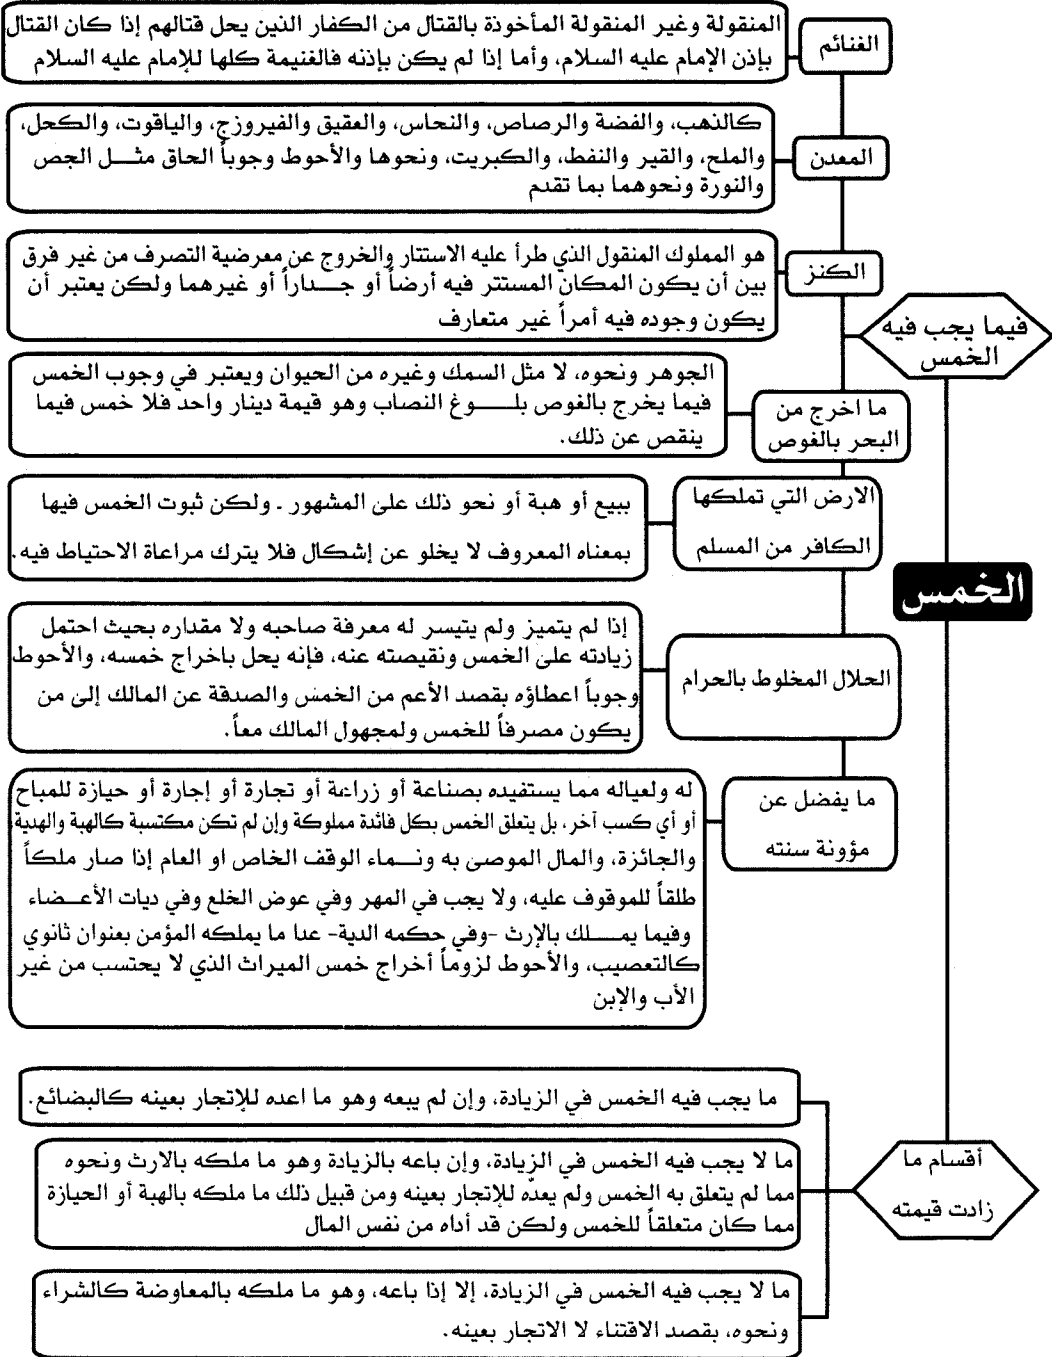 الخمس
فيما يجب فيه
الخمس
الغنائم
المنقولة وغير المنقولة المأخوذة بالقتال من الكفار الذين يحل قتالهم إذا كان القتال
بإذن الإمام عليه السلام، وأما إذا لم يكن بإذنه فالغنيمة كلها للإمام عليه السلام
المعدن
كالذهب، والفضة والرصاص، والنحاس، والعقيق والفيروزج، والياقوت، والكحل،
والملح، والقير والنفط، والكبريت، ونحوها والأحوط وجوباً الحاق مثـل الجص
والنورة ونحوهما بما تقدم
الكنز
هو المملوك المنقول الذي طرأ عليه الاستتار والخروج عن معرضية التصرف من غير فرق
بين أن يكون المكان المستتر فيه أرضاً أو جـداراً أو غيرهما ولكن يعتبر أن
يكون وجوده فيه أمراً غير متعارف
ما اخرج من
البحر بالغوص
الجوهر ونحوه، لا مثل السمك وغيره من الحيوان ويعتبر في وجوب الخمس
فيما يخرج بالغوص بلـوغ النصاب وهو قيمة دينار واحد فلا خمس فيما
ينقص عن ذلك.
الارض التي تملكها
الكافر من المسلم
ببيع أو هبة أو نحو ذلك على المشهور ـ ولكن ثبوت الخمس فيها
بمعناه المعروف لا يخلو عن إشكال فلا يترك مراعاة الاحتياط فيه.
الحلال المخلوط بالحرام
إذا لم يتميز ولم يتيسر له معرفة صاحبه ولا مقداره بحيث احتمل
زيادته على الخمس ونقيصته عنه، فإنه يحل باخراج خمسه، والأحوط
وجوباً اعطاؤه بقصد الأعم من الخمس والصدقة عن المالك إلى من
يكون مصرفاً للخمس ولمجهول المالك معاً.
ما يفضل عن
مؤونة سنته
له ولعياله مما يستفيده بصناعة أو زراعة أو تجارة أو إجارة أو حيازة للمباح
أو أي كسب آخر، بل يتعلق الخمس بكل فائدة مملوكة وإن لم تكن مكتسبة كالهبة والهدية،
والجائزة، والمال الموصى به ونـماء الوقف الخاص او العام إذا صار ملكاً
طلقاً للموقوف عليه، ولا يجب في المهر وفي عوض الخلع وفي ديات الأعـضاء
وفيما يمـلك بالإرث -وفي حكمه الدية- عدا ما يملكه المؤمن بعنوان ثانوي
كالتعصيب، والأحوط لزوماً أخراج خمس الميراث الذي لا يحتسب من غير
الأب والإبن
أقسام ما
زادت قيمته
ما يجب فيه الخمس في الزيادة، وإن لم يبعه وهو ما اعده للإتجار بعينه كالبضائع.
ما لا يجب فيه الخمس في الزيادة، وإن باعه بالزيادة وهو ما ملكه بالارث ونحوه
مما لم يتعلق به الخمس ولم يعدّه للإتجار بعينه ومن قبيل ذلك ما ملكه بالهبة أو الحيازة
مما كان متعلقاً للخمس ولكن قد أداه من نفس المال
ما لا يجب فيه الخمس في الزيادة، إلا إذا باعه، وهو ما ملكه بالمعاوضة كالشراء
ونحوه، بقصد الاقتناء لا الاتجار بعينه.